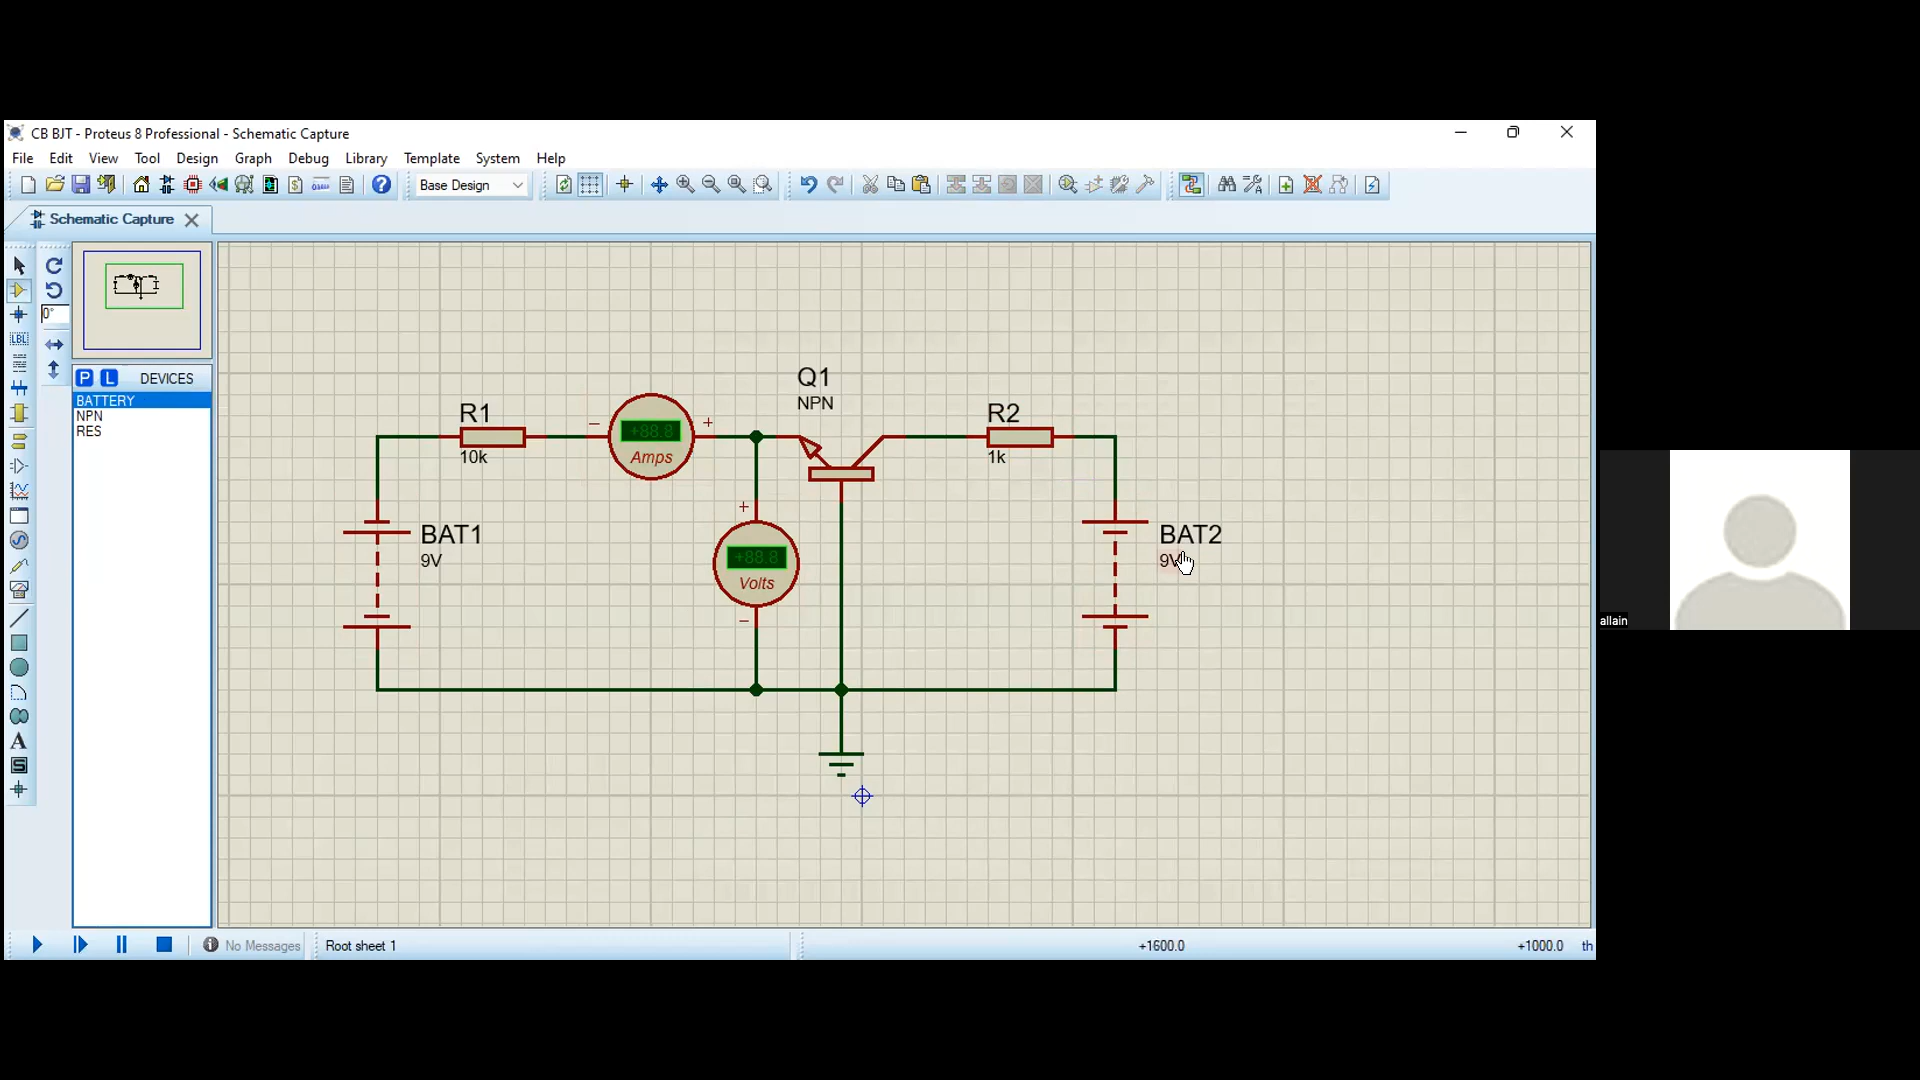 CB BJT - Proteus 8 Professional - Schematic Capture
File Edit View Tool Design Graph Debug Library Template System Help
Base Design
Schematic Capture
0°
LBL
P L DEVICES
BATTERY
NPN
RES
A
S
Q1
NPN
R1
10k
+88.8
Amps
− +
R2
1k
BAT1
9V
+
+88.8
Volts
−
BAT2
9V
allain
No Messages
Root sheet 1
+1600.0
+1000.0
th